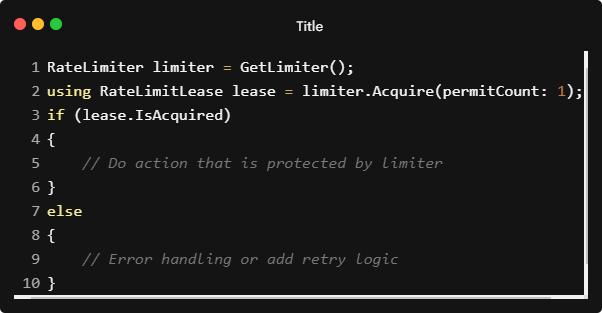 Title
1 RateLimiter limiter = GetLimiter();
2 using RateLimitLease lease = limiter.Acquire(permitCount: 1);
3 if (lease.IsAcquired)
4 {
5     // Do action that is protected by limiter
6 }
7 else
8 {
9     // Error handling or add retry logic
10 }